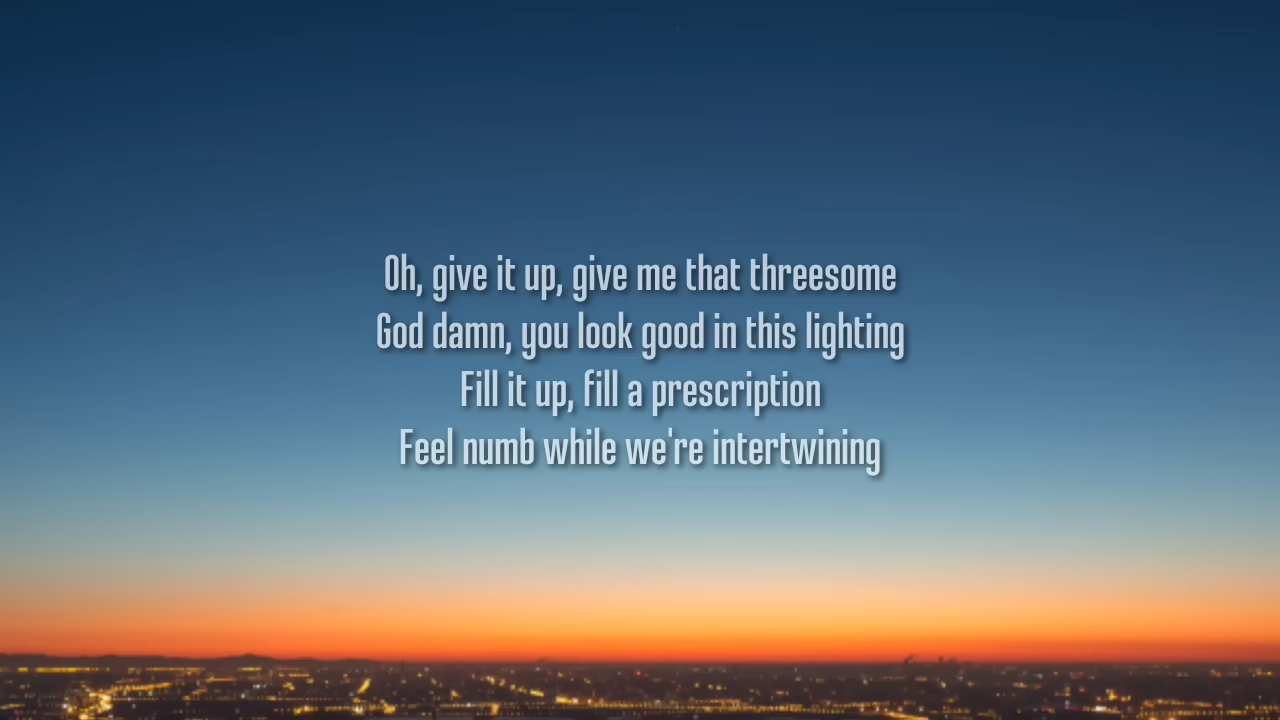 Oh, give it up, give me that threesome
God damn, you look good in this lighting
Fill it up, fill a prescription
Feel numb while we're intertwining